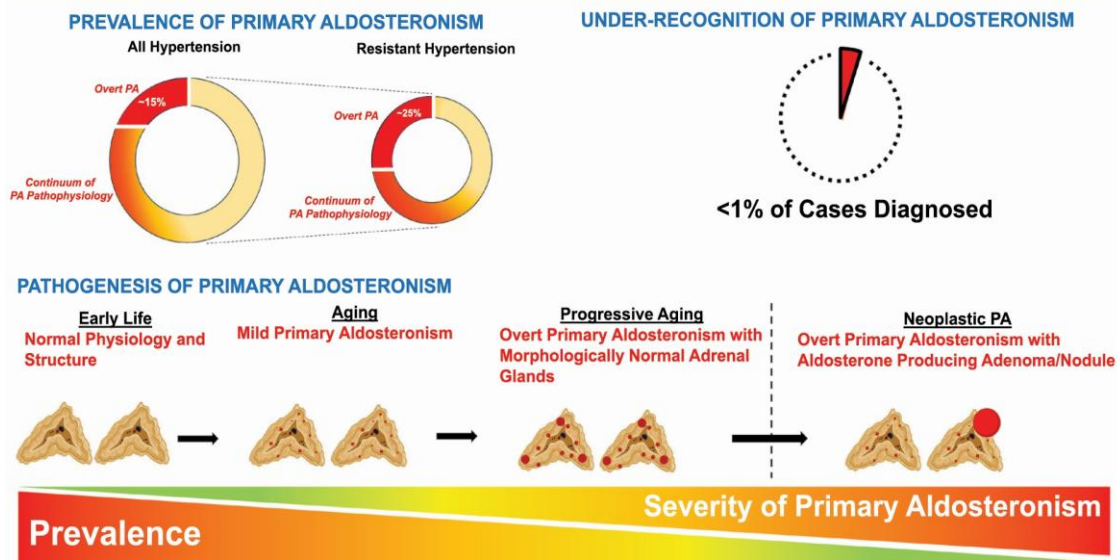 PREVALENCE OF PRIMARY ALDOSTERONISM
All Hypertension
Resistant Hypertension
Overt PA
~15%
Overt PA
~25%
Continuum of
PA Pathophysiology
Continuum of
PA Pathophysiology
UNDER-RECOGNITION OF PRIMARY ALDOSTERONISM
<1% of Cases Diagnosed
PATHOGENESIS OF PRIMARY ALDOSTERONISM
Early Life
Normal Physiology and
Structure
Aging
Mild Primary Aldosteronism
Progressive Aging
Overt Primary Aldosteronism with
Morphologically Normal Adrenal
Glands
Neoplastic PA
Overt Primary Aldosteronism with
Aldosterone Producing Adenoma/Nodule
Prevalence
Severity of Primary Aldosteronism